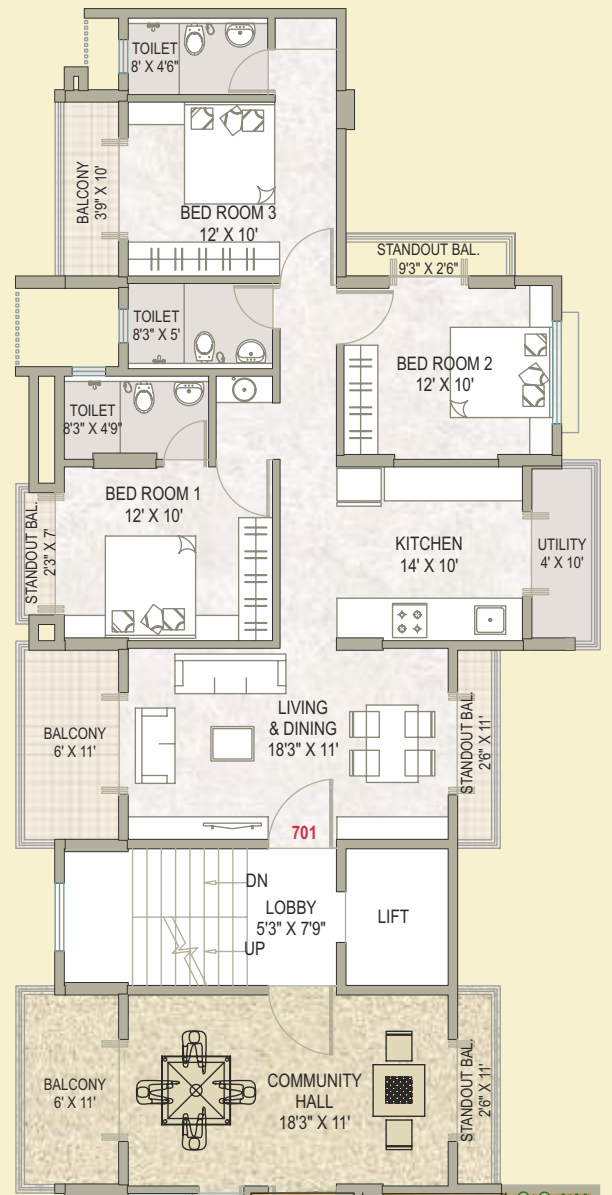 TOILET
8' X 4'6"
BALCONY
3'9" X 10'
BED ROOM 3
12' X 10'
STANDOUT BAL.
9'3" X 2'6"
TOILET
8'3" X 5'
BED ROOM 2
12' X 10'
TOILET
8'3" X 4'9"
BED ROOM 1
12' X 10'
STANDOUT BAL.
2'3" X 7'
KITCHEN
14' X 10'
UTILITY
4' X 10'
BALCONY
6' X 11'
LIVING
& DINING
18'3" X 11'
STANDOUT BAL.
2'6" X 11'
701
DN
LOBBY
5'3" X 7'9"
UP
LIFT
BALCONY
6' X 11'
COMMUNITY
HALL
18'3" X 11'
STANDOUT BAL.
2'6" X 11'